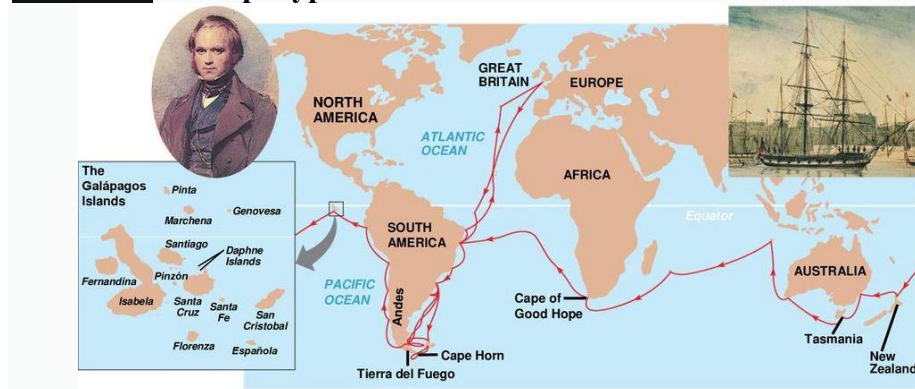 GREAT
BRITAIN
EUROPE
NORTH
AMERICA
ATLANTIC
OCEAN
AFRICA
The
Galápagos
Islands
Pinta
Marchena
Genovesa
Equator
SOUTH
AMERICA
Santiago
Daphne
Islands
Pinzón
Fernandina
Isabela
Santa
Cruz
Santa
Fe
San
Cristobal
Florenza
Española
PACIFIC
OCEAN
Andes
AUSTRALIA
Cape of
Good Hope
Cape Horn
Tierra del Fuego
Tasmania
New
Zealand